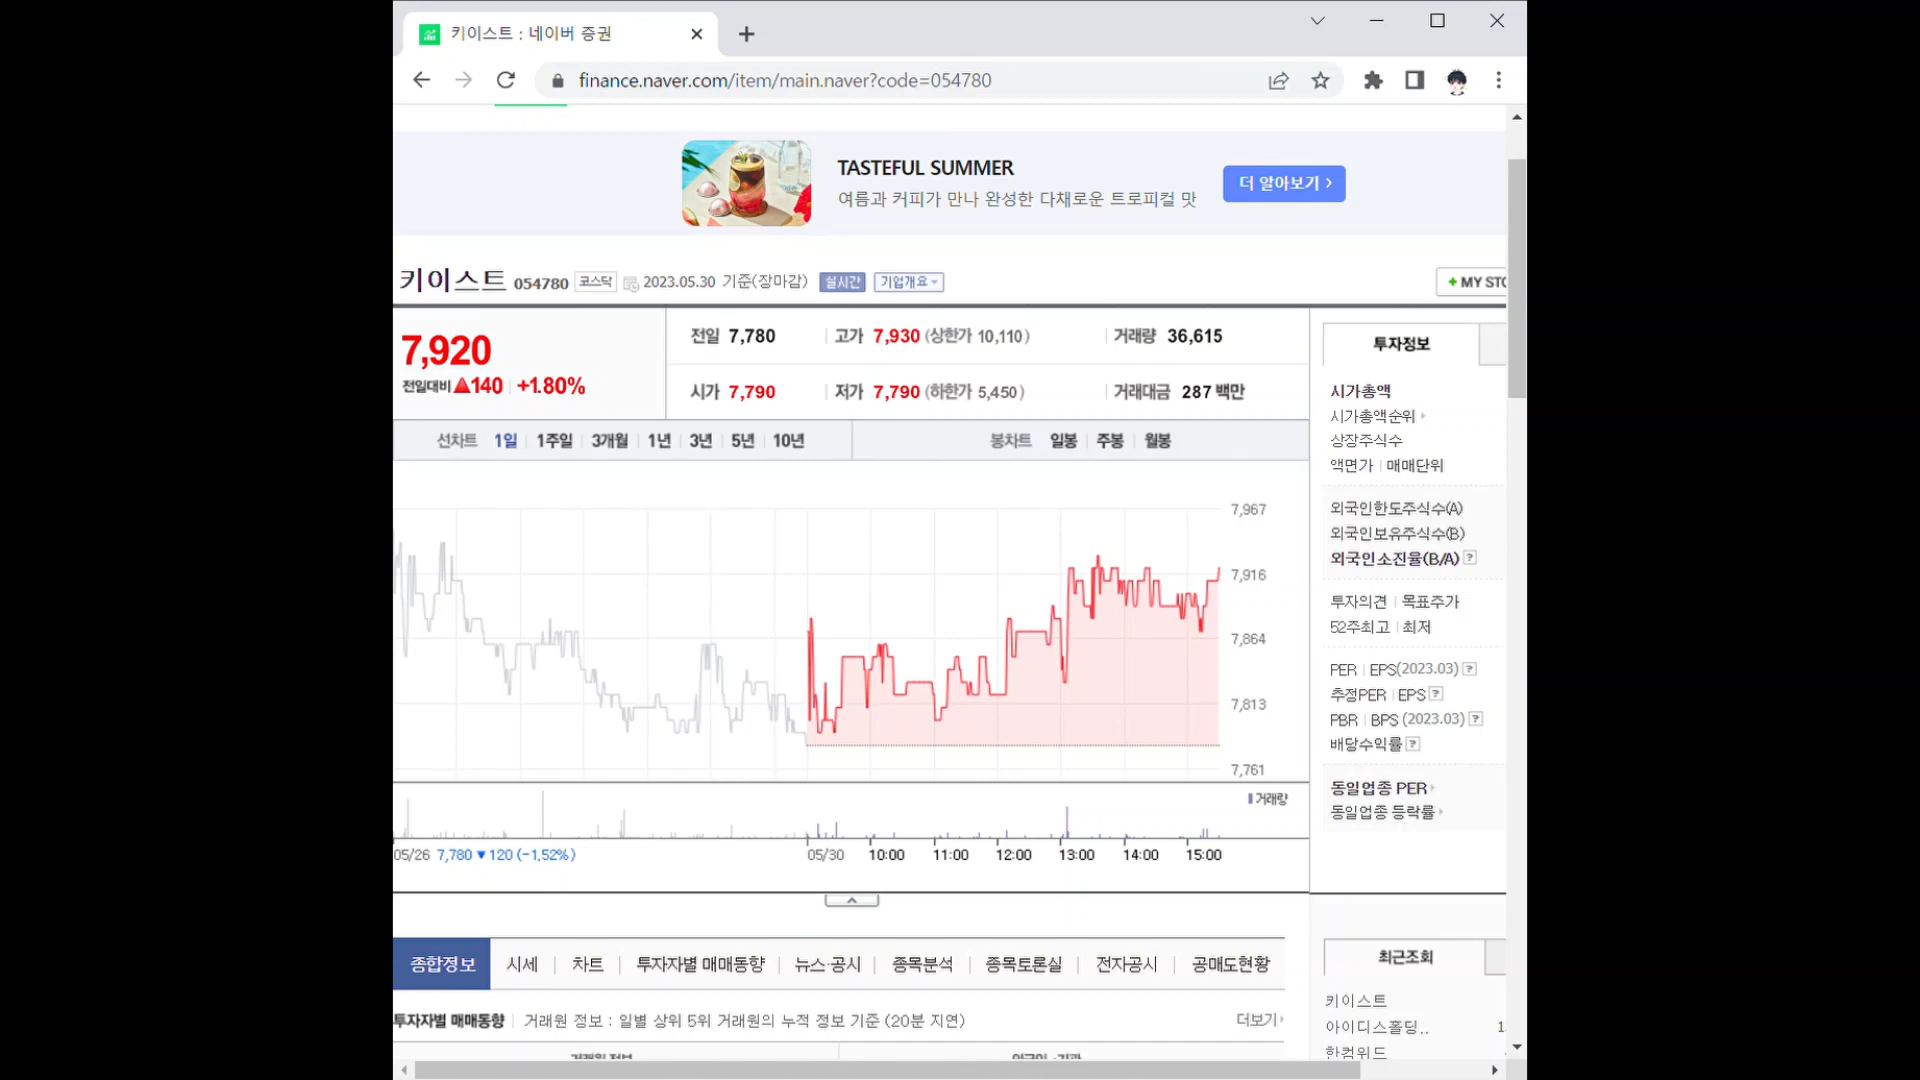 키이스트 : 네이버 증권
finance.naver.com/item/main.naver?code=054780
TASTEFUL SUMMER
여름과 커피가 만나 완성한 다채로운 트로피컬 맛
더 알아보기 ›
키이스트 054780 코스닥 2023.05.30 기준(장마감) 실시간 기업개요
+ MY STO
7,920
전일대비 ▲140 +1.80%
전일 7,780 고가 7,930 (상한가 10,110) 거래량 36,615
시가 7,790 저가 7,790 (하한가 5,450) 거래대금 287 백만
선차트 1일 1주일 3개월 1년 3년 5년 10년 봉차트 일봉 주봉 월봉
7,967
7,916
7,864
7,813
7,761
거래량
05/26 7,780 ▼120 (-1.52%) 05/30 10:00 11:00 12:00 13:00 14:00 15:00
투자정보
시가총액
시가총액순위
상장주식수
액면가 | 매매단위
외국인한도주식수(A)
외국인보유주식수(B)
외국인소진율(B/A) ?
투자의견 | 목표주가
52주최고 | 최저
PER | EPS(2023.03) ?
추정PER | EPS ?
PBR | BPS (2023.03) ?
배당수익률 ?
동일업종 PER
동일업종 등락률
종합정보 시세 차트 투자자별 매매동향 뉴스·공시 종목분석 종목토론실 전자공시 공매도현황
투자자별 매매동향 거래원 정보 : 일별 상위 5위 거래원의 누적 정보 기준 (20분 지연) 더보기
최근조회
키이스트
아이디스홀딩.. 1
한컴위드